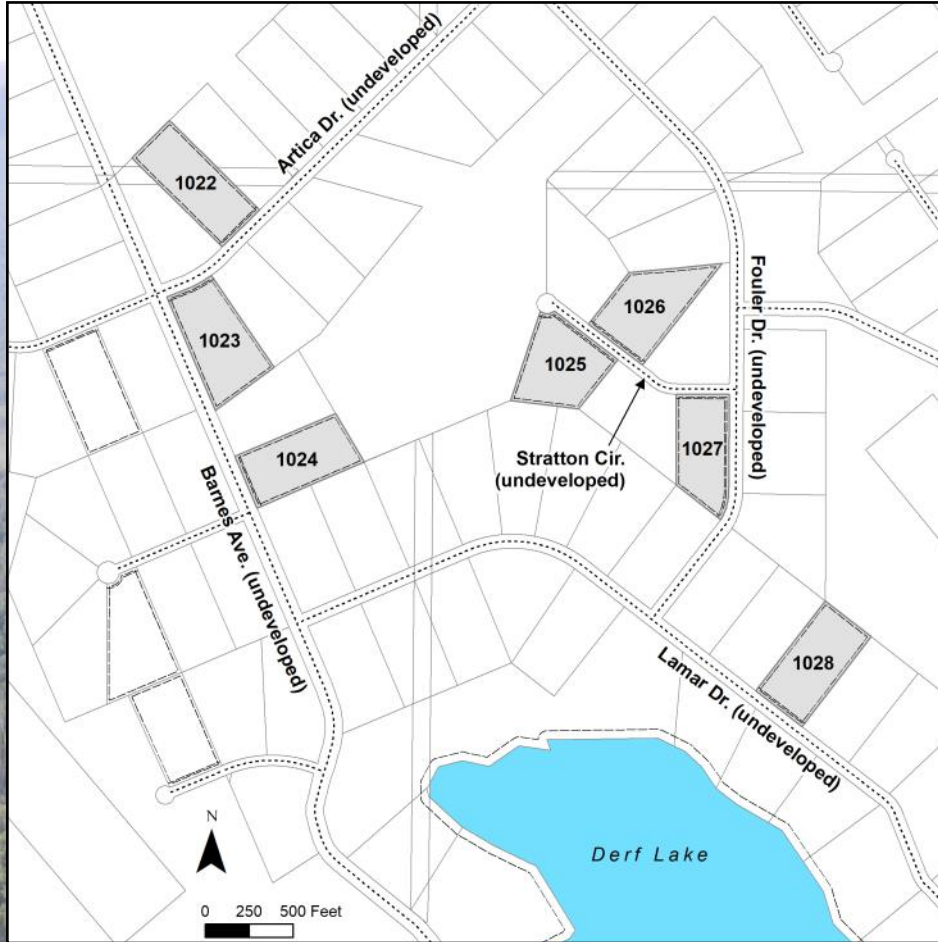 Artica Dr. (undeveloped)
1022
1023
1026
1025
Fouler Dr. (undeveloped)
1024
Stratton Cir.
(undeveloped)
1027
Barnes Ave. (undeveloped)
1028
Lamar Dr. (undeveloped)
N
Derf Lake
0 250 500 Feet